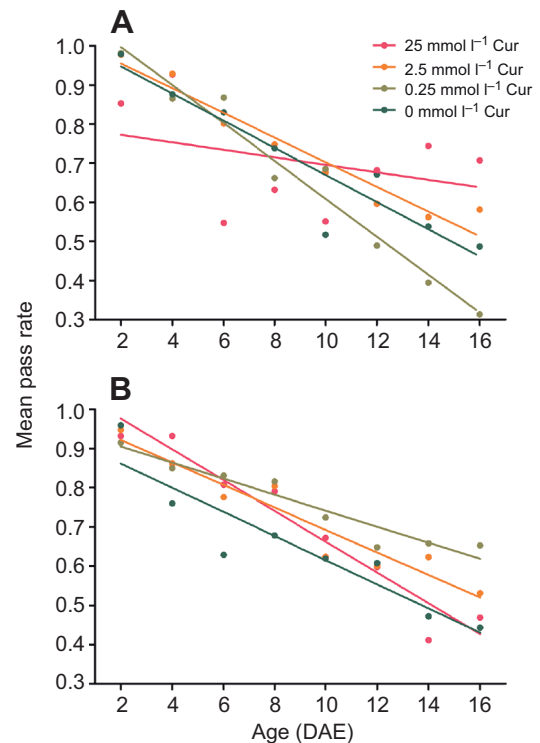 A
25 mmol l⁻¹ Cur
2.5 mmol l⁻¹ Cur
0.25 mmol l⁻¹ Cur
0 mmol l⁻¹ Cur
1.0
0.9
0.8
0.7
0.6
0.5
0.4
0.3
2 4 6 8 10 12 14 16
Mean pass rate
B
1.0
0.9
0.8
0.7
0.6
0.5
0.4
0.3
2 4 6 8 10 12 14 16
Age (DAE)